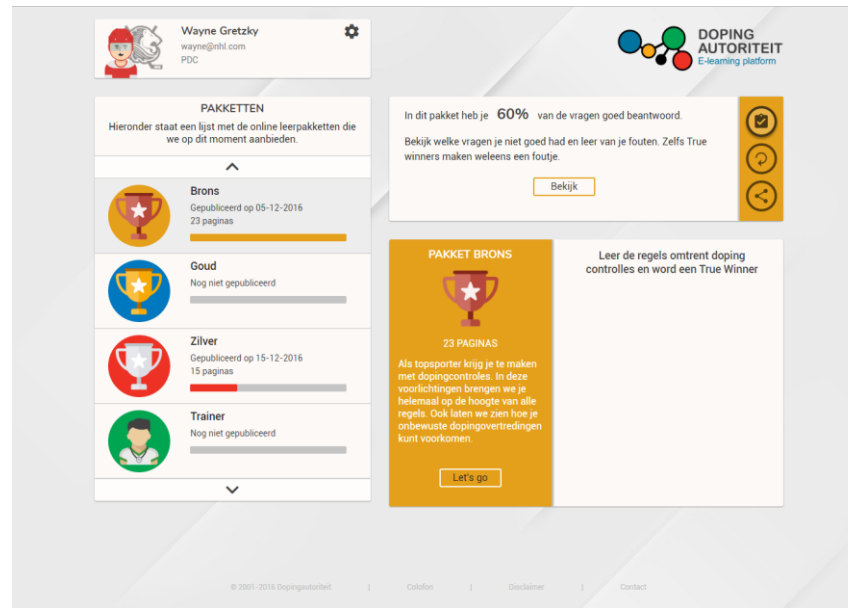 Wayne Gretzky
wayne@nhl.com
PDC
DOPING
AUTORITEIT
E-learning platform
PAKKETTEN
Hieronder staat een lijst met de online leerpakketten die
we op dit moment aanbieden.
Brons
Gepubliceerd op 05-12-2016
23 paginas
Goud
Nog niet gepubliceerd
Zilver
Gepubliceerd op 15-12-2016
15 paginas
Trainer
Nog niet gepubliceerd
In dit pakket heb je 60% van de vragen goed beantwoord.
Bekijk welke vragen je niet goed had en leer van je fouten. Zelfs True
winners maken weleens een foutje.
Bekijk
PAKKET BRONS
23 PAGINAS
Als topsporter krijg je te maken
met dopingcontroles. In deze
voorlichtingen brengen we je
helemaal op de hoogte van alle
regels. Ook laten we zien hoe je
onbewuste dopingovertredingen
kunt voorkomen.
Let's go
Leer de regels omtrent doping
controlles en word een True Winner
© 2001-2016 Dopingautoriteit | Colofon | Disclaimer | Contact